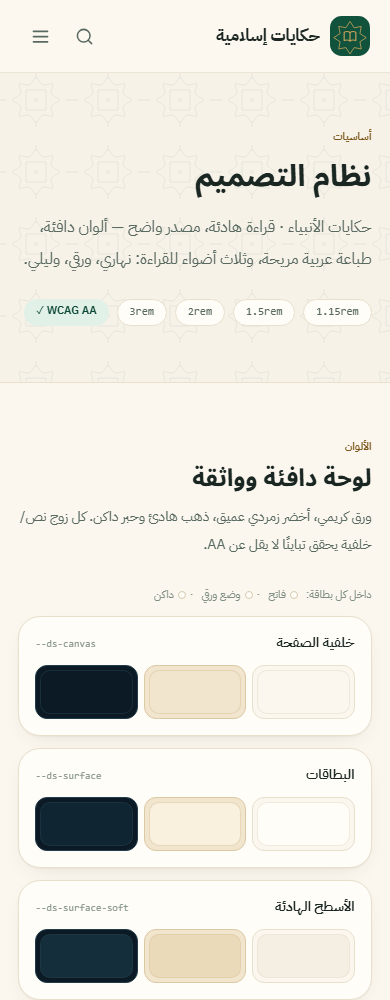 حكايات إسلامية
أساسيات
نظام التصميم
حكايات الأنبياء · قراءة هادئة، مصدر واضح — ألوان دافئة،
طباعة عربية مريحة، وثلاث أضواء للقراءة: نهاري، ورقي، وليلي.
1.15rem 1.5rem 2rem 3rem ✓ WCAG AA
الألوان
لوحة دافئة وواثقة
ورق كريمي، أخضر زمردي عميق، ذهب هادئ وحبر داكن. كل زوج نص/
خلفية يحقق تباينًا لا يقل عن AA.
داخل كل بطاقة: فاتح · وضع ورقي · داكن
خلفية الصفحة --ds-canvas
البطاقات --ds-surface
الأسطح الهادئة --ds-surface-soft